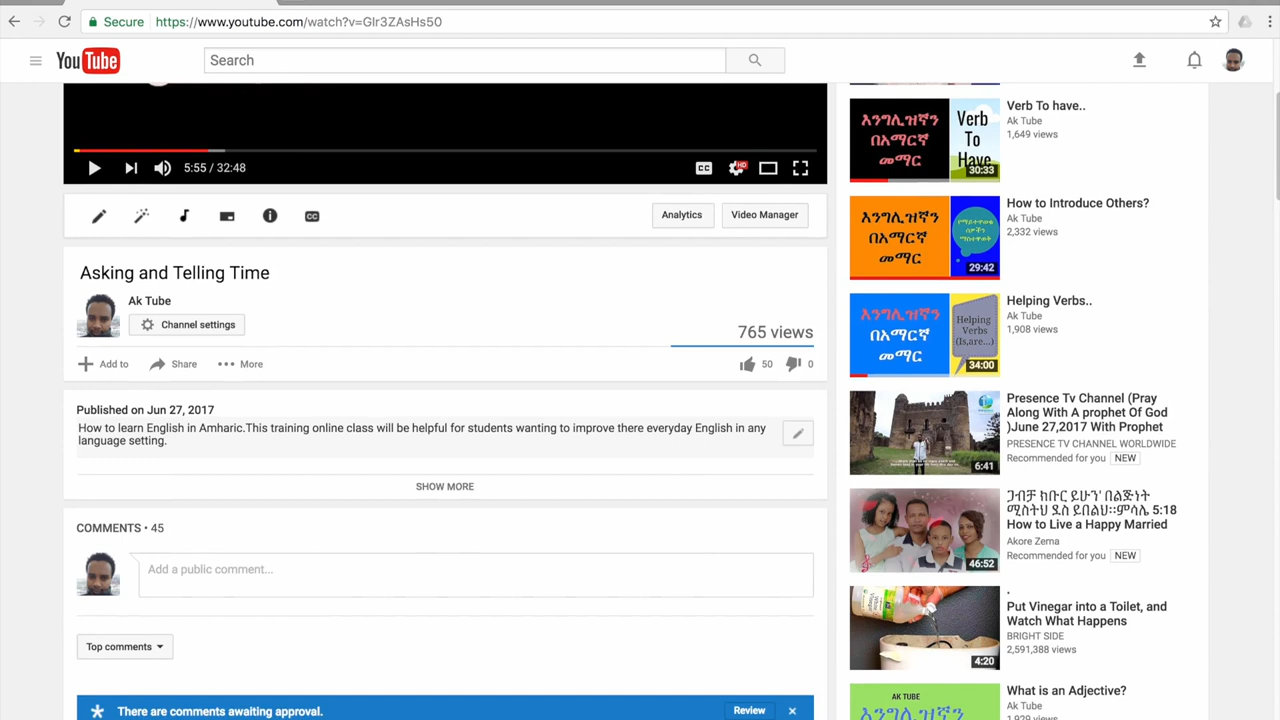 Secure https://www.youtube.com/watch?v=GIr3ZAsHs50
YouTube
Search
5:55 / 32:48
CC
HD
Analytics
Video Manager
Asking and Telling Time
Ak Tube
Channel settings
765 views
Add to
Share
More
50
0
Published on Jun 27, 2017
How to learn English in Amharic.This training online class will be helpful for students wanting to improve there everyday English in any
language setting.
SHOW MORE
COMMENTS • 45
Add a public comment...
Top comments
There are comments awaiting approval.
Review
እንግሊዝኛን
በአማርኛ
መማር
Verb
To
Have
30:33
Verb To have..
Ak Tube
1,649 views
እንግሊዝኛን
በአማርኛ
መማር
29:42
How to Introduce Others?
Ak Tube
2,332 views
እንግሊዝኛን
በአማርኛ
መማር
Helping
Verbs
(Is,are...)
34:00
Helping Verbs..
Ak Tube
1,908 views
6:41
Presence Tv Channel (Pray
Along With A prophet Of God
)June 27,2017 With Prophet
PRESENCE TV CHANNEL WORLDWIDE
Recommended for you NEW
46:52
ጋብቻ ክቡር ይሁን' በልጅነት
ሚስትህ ደስ ይበልህ።ምሳሌ 5:18
How to Live a Happy Married
Akore Zema
Recommended for you NEW
4:20
.
Put Vinegar into a Toilet, and
Watch What Happens
BRIGHT SIDE
2,591,388 views
AK TUBE
እንግሊዝኛን
What is an Adjective?
Ak Tube
1,929 views